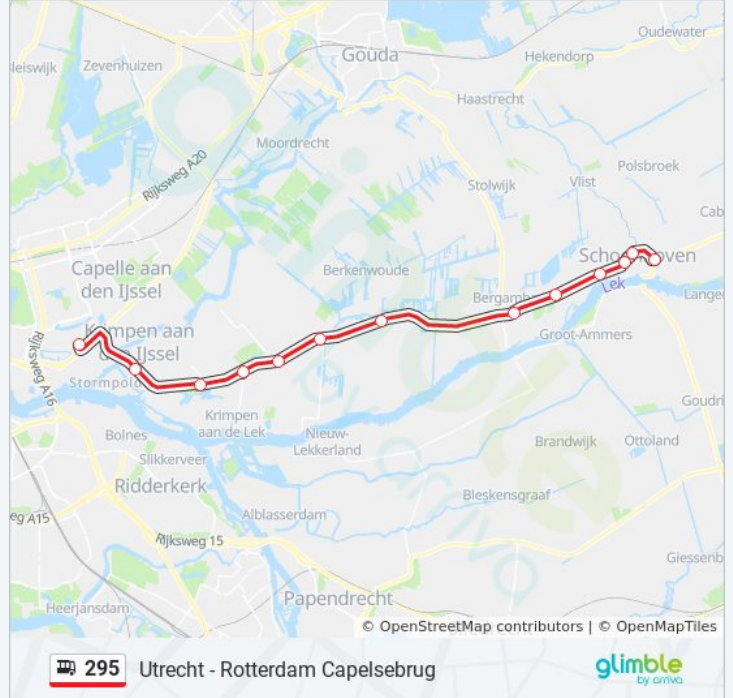 Oudewater
Gouda
Hekendorp
Zevenhuizen
Haastrecht
Moordrecht
Rijksweg A20
Polsbroek
Stolwijk
Vlist
Capelle aan
den IJssel
Berkenwoude
Lek
Groot-Ammers
Rijksweg A16
Krimpen
aan de Lek
Bolnes
Nieuw-
Lekkerland
Brandwijk
Ottoland
Slikkerveer
Ridderkerk
Bleskensgraaf
Alblasserdam
Rijksweg 15
Heerjansdam
Papendrecht
© OpenStreetMap contributors | © OpenMapTiles
295 Utrecht - Rotterdam Capelsebrug
glimble
by arriva